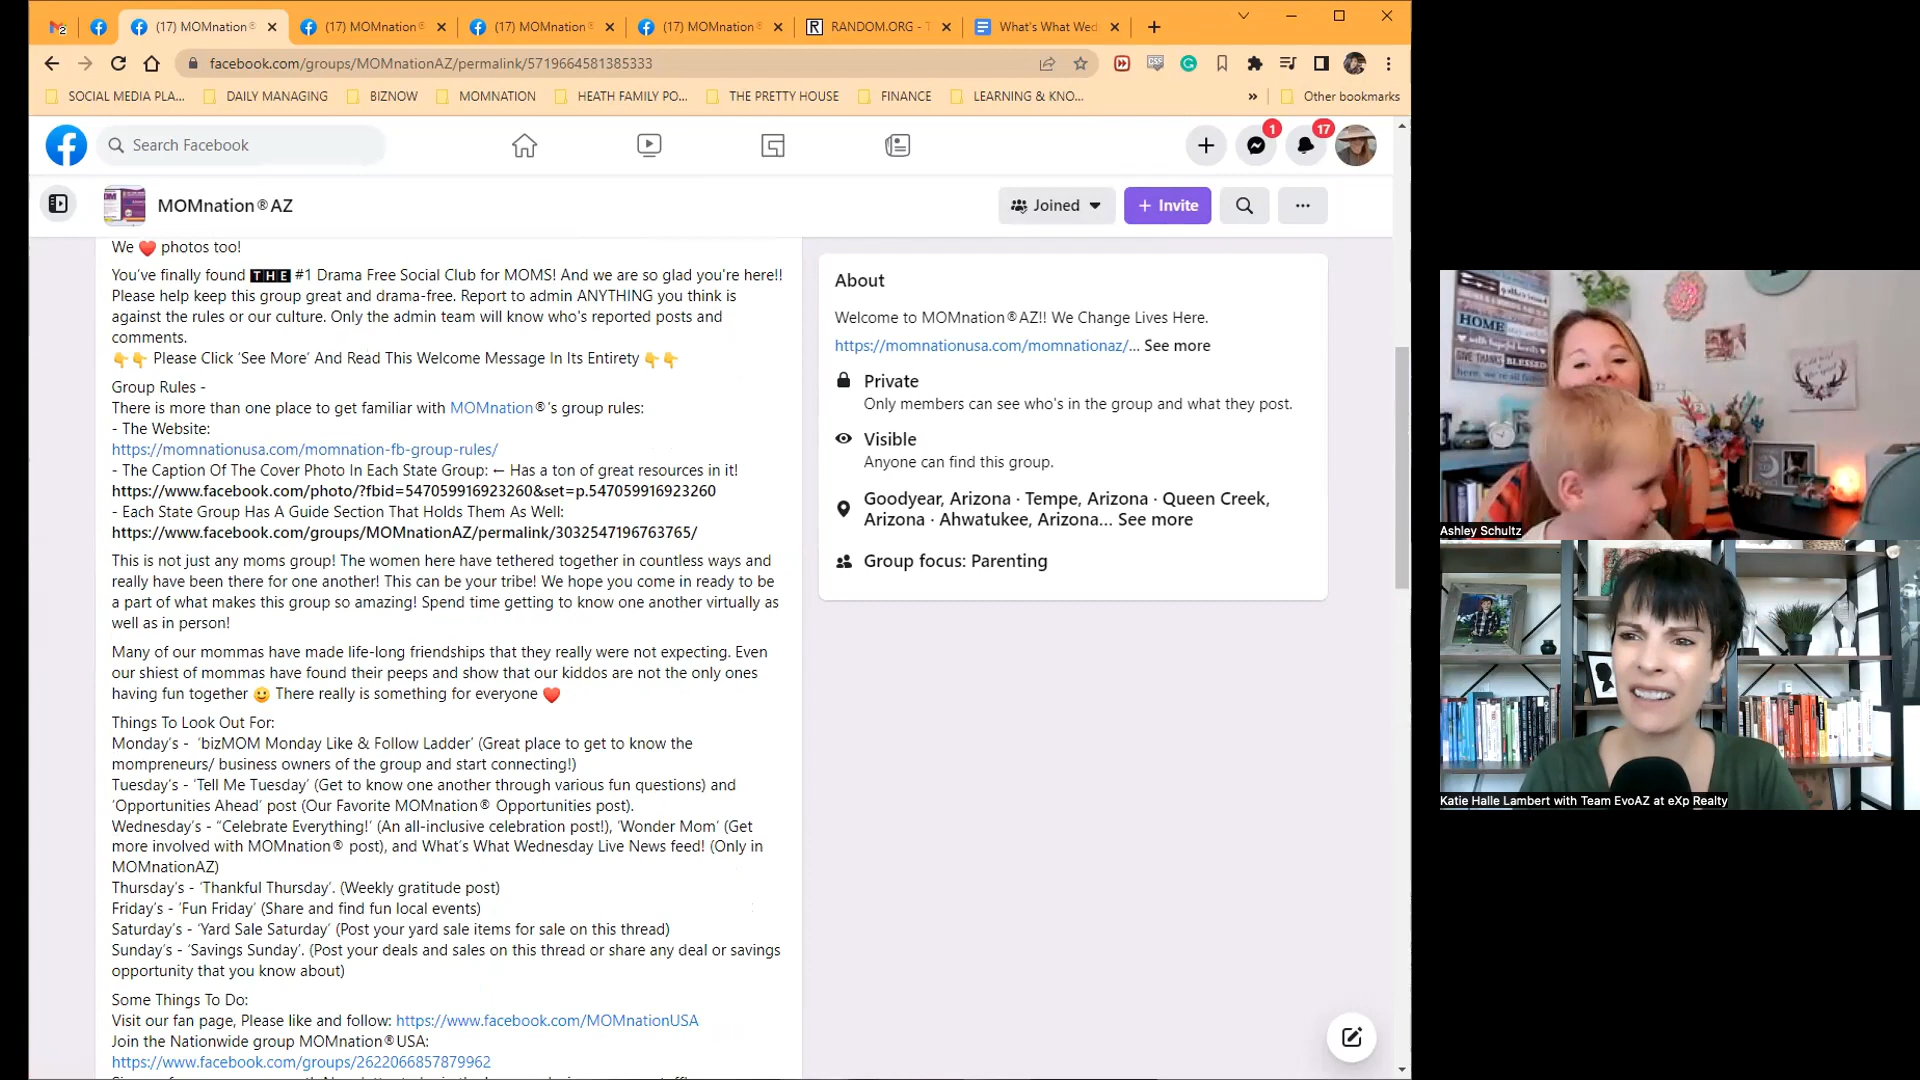 (17) MOMnation®
(17) MOMnation®
(17) MOMnation®
(17) MOMnation®
RANDOM.ORG - T
What's What Wed
facebook.com/groups/MOMnationAZ/permalink/5719664581385333
SOCIAL MEDIA PLA...
DAILY MANAGING
BIZNOW
MOMNATION
HEATH FAMILY PO...
THE PRETTY HOUSE
FINANCE
LEARNING & KNO...
»
Other bookmarks
Search Facebook
1
17
MOMnation®AZ
Joined
+ Invite
We ❤️ photos too!
You've finally found THE #1 Drama Free Social Club for MOMS! And we are so glad you're here!!
Please help keep this group great and drama-free. Report to admin ANYTHING you think is
against the rules or our culture. Only the admin team will know who's reported posts and
comments.
👇👇 Please Click ‘See More’ And Read This Welcome Message In Its Entirety 👇👇
Group Rules -
There is more than one place to get familiar with MOMnation®'s group rules:
- The Website:
https://momnationusa.com/momnation-fb-group-rules/
- The Caption Of The Cover Photo In Each State Group: ← Has a ton of great resources in it!
https://www.facebook.com/photo/?fbid=547059916923260&set=p.547059916923260
- Each State Group Has A Guide Section That Holds Them As Well:
https://www.facebook.com/groups/MOMnationAZ/permalink/3032547196763765/
This is not just any moms group! The women here have tethered together in countless ways and
really have been there for one another! This can be your tribe! We hope you come in ready to be
a part of what makes this group so amazing! Spend time getting to know one another virtually as
well as in person!
Many of our mommas have made life-long friendships that they really were not expecting. Even
our shiest of mommas have found their peeps and show that our kiddos are not the only ones
having fun together 🙂 There really is something for everyone ❤️
Things To Look Out For:
Monday's - ‘bizMOM Monday Like & Follow Ladder’ (Great place to get to know the
mompreneurs/ business owners of the group and start connecting!)
Tuesday's - ‘Tell Me Tuesday’ (Get to know one another through various fun questions) and
‘Opportunities Ahead’ post (Our Favorite MOMnation® Opportunities post).
Wednesday's - “Celebrate Everything!’ (An all-inclusive celebration post!), ‘Wonder Mom’ (Get
more involved with MOMnation® post), and What's What Wednesday Live News feed! (Only in
MOMnationAZ)
Thursday's - ‘Thankful Thursday’. (Weekly gratitude post)
Friday's - ‘Fun Friday’ (Share and find fun local events)
Saturday's - ‘Yard Sale Saturday’ (Post your yard sale items for sale on this thread)
Sunday's - ‘Savings Sunday’. (Post your deals and sales on this thread or share any deal or savings
opportunity that you know about)
Some Things To Do:
Visit our fan page, Please like and follow: https://www.facebook.com/MOMnationUSA
Join the Nationwide group MOMnation®USA:
https://www.facebook.com/groups/2622066857879962
About
Welcome to MOMnation®AZ!! We Change Lives Here.
https://momnationusa.com/momnationaz/... See more
Private
Only members can see who's in the group and what they post.
Visible
Anyone can find this group.
Goodyear, Arizona · Tempe, Arizona · Queen Creek,
Arizona · Ahwatukee, Arizona... See more
Group focus: Parenting
HOME
GIVE THANKS BLESSED
Ashley Schultz
Katie Halle Lambert with Team EvoAZ at eXp Realty